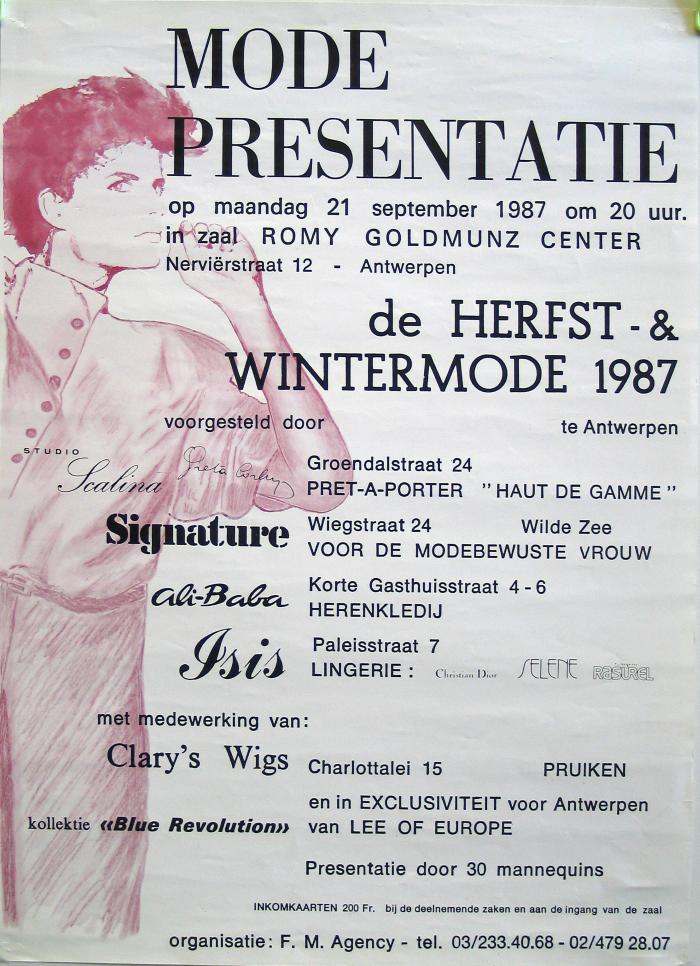 MODE
PRESENTATIE
op maandag 21 september 1987 om 20 uur.
in zaal ROMY GOLDMUNZ CENTER
Nerviërstraat 12 - Antwerpen
de HERFST - &
WINTERMODE 1987
voorgesteld door te Antwerpen
STUDIO
Scalina
Groendalstraat 24
PRET-A-PORTER "HAUT DE GAMME"
Signature Wiegstraat 24 Wilde Zee
VOOR DE MODEBEWUSTE VROUW
Ali-Baba Korte Gasthuisstraat 4-6
HERENKLEDIJ
Isis Paleisstraat 7
LINGERIE : Christian Dior SELENE RASUREL
met medewerking van:
Clary's Wigs Charlottalei 15 PRUIKEN
en in EXCLUSIVITEIT voor Antwerpen
kollektie «Blue Revolution» van LEE OF EUROPE
Presentatie door 30 mannequins
INKOMKAARTEN 200 Fr. bij de deelnemende zaken en aan de ingang van de zaal
organisatie: F. M. Agency - tel. 03/233.40.68 - 02/479 28.07